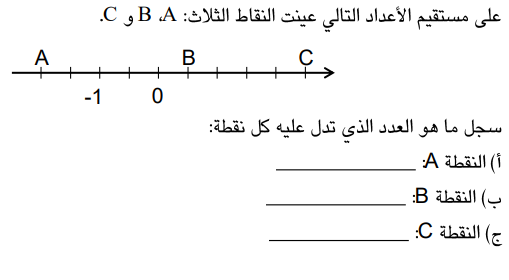 على مستقيم الأعداد التالي عينت النقاط الثلاث: A، B و C.
A B C
-1 0
سجل ما هو العدد الذي تدل عليه كل نقطة:
أ) النقطة A: ____________
ب) النقطة B: ____________
ج) النقطة C: ____________